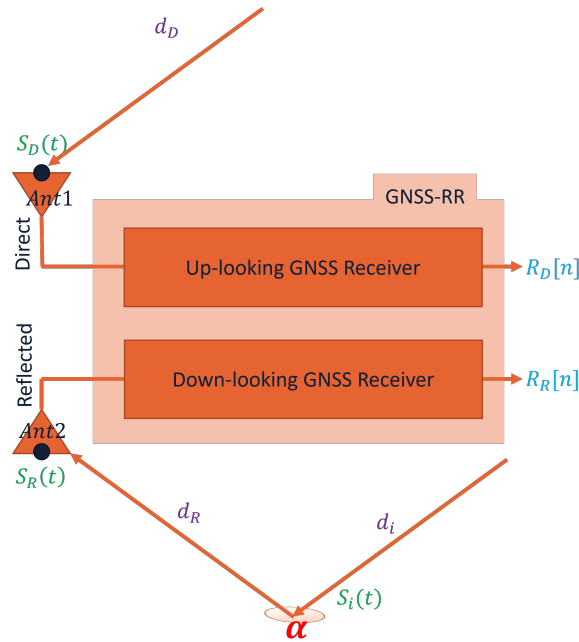 d_D
S_D(t)
Ant1
GNSS-RR
Direct
Up-looking GNSS Receiver
R_D[n]
Reflected
Down-looking GNSS Receiver
R_R[n]
Ant2
S_R(t)
d_R
d_i
S_i(t)
α